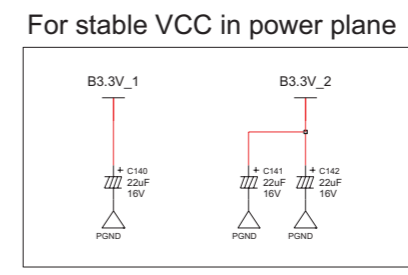 For stable VCC in power plane
B3.3V_1
B3.3V_2
+ C140
22uF
16V
+ C141
22uF
16V
+ C142
22uF
16V
PGND
PGND
PGND